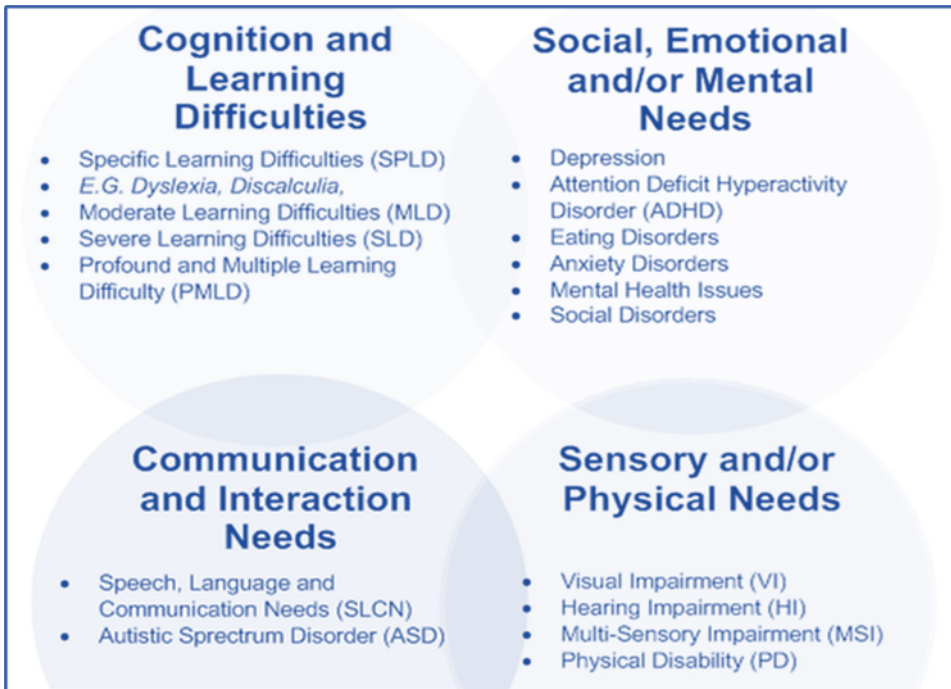 Cognition and
Learning
Difficulties
• Specific Learning Difficulties (SPLD)
• E.G. Dyslexia, Discalculia,
• Moderate Learning Difficulties (MLD)
• Severe Learning Difficulties (SLD)
• Profound and Multiple Learning
Difficulty (PMLD)
Social, Emotional
and/or Mental
Needs
• Depression
• Attention Deficit Hyperactivity
Disorder (ADHD)
• Eating Disorders
• Anxiety Disorders
• Mental Health Issues
• Social Disorders
Communication
and Interaction
Needs
• Speech, Language and
Communication Needs (SLCN)
• Autistic Spectrum Disorder (ASD)
Sensory and/or
Physical Needs
• Visual Impairment (VI)
• Hearing Impairment (HI)
• Multi-Sensory Impairment (MSI)
• Physical Disability (PD)